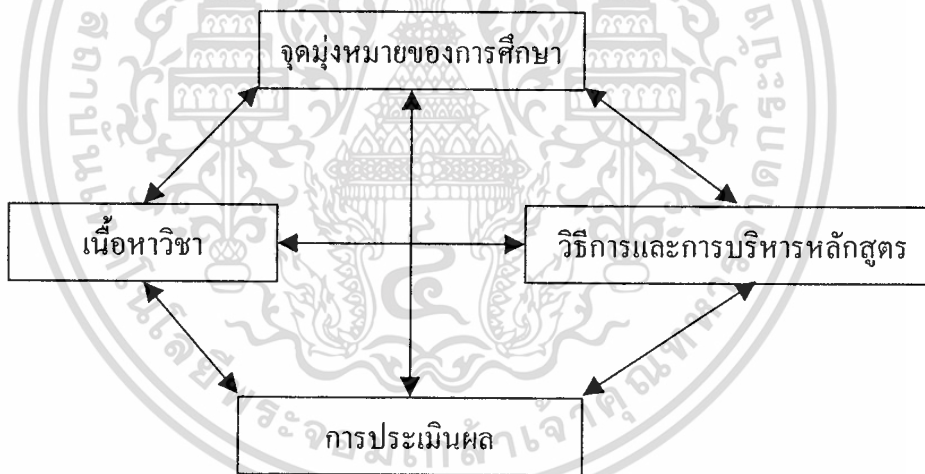 จุดมุ่งหมายของการศึกษา
เนื้อหาวิชา
วิธีการและการบริหารหลักสูตร
การประเมินผล